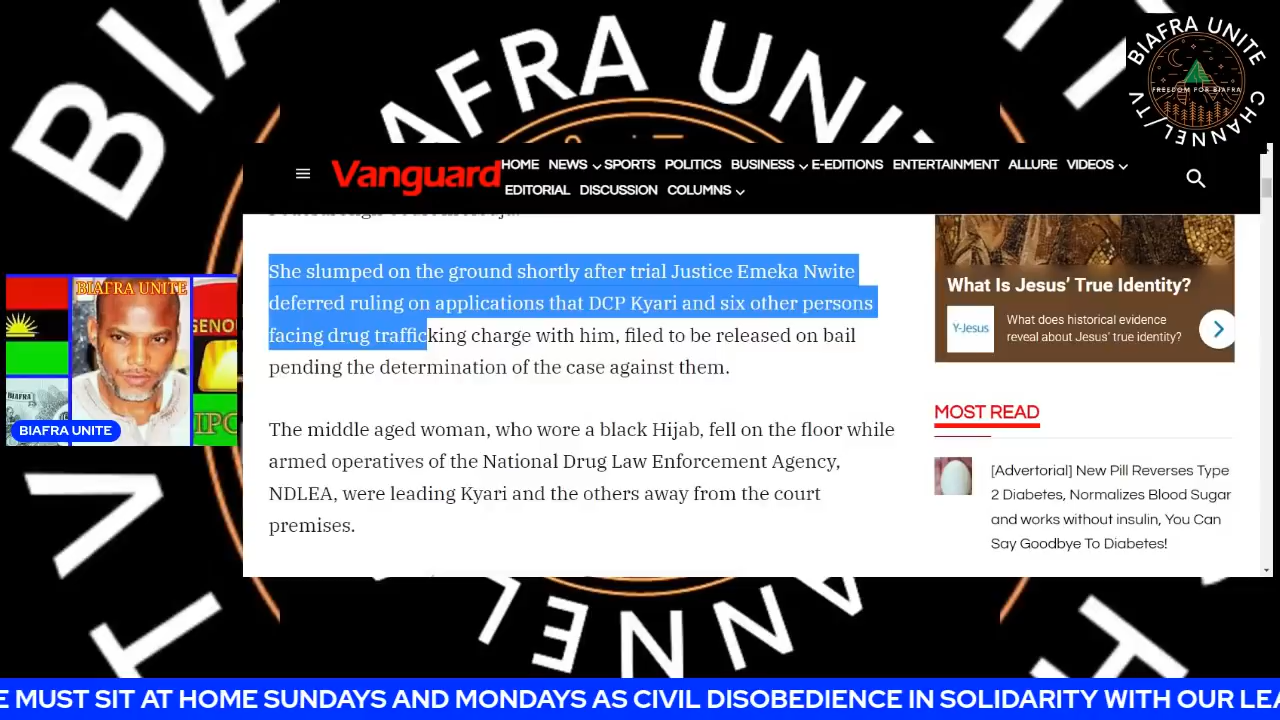 BIAFRA UNITE
CHANNEL/TV
FREEDOM FOR BIAFRA
AFRA UN
HOME NEWS SPORTS POLITICS BUSINESS E-EDITIONS ENTERTAINMENT ALLURE VIDEOS
Vanguard
EDITORIAL DISCUSSION COLUMNS
She slumped on the ground shortly after trial Justice Emeka Nwite
deferred ruling on applications that DCP Kyari and six other persons
facing drug trafficking charge with him, filed to be released on bail
pending the determination of the case against them.
The middle aged woman, who wore a black Hijab, fell on the floor while
armed operatives of the National Drug Law Enforcement Agency,
NDLEA, were leading Kyari and the others away from the court
premises.
What Is Jesus’ True Identity?
Y-Jesus
What does historical evidence
reveal about Jesus’ true identity?
MOST READ
[Advertorial] New Pill Reverses Type
2 Diabetes, Normalizes Blood Sugar
and works without insulin, You Can
Say Goodbye To Diabetes!
BIAFRA UNITE
BIAFRA
BIAFRA UNITE
E MUST SIT AT HOME SUNDAYS AND MONDAYS AS CIVIL DISOBEDIENCE IN SOLIDARITY WITH OUR LEA